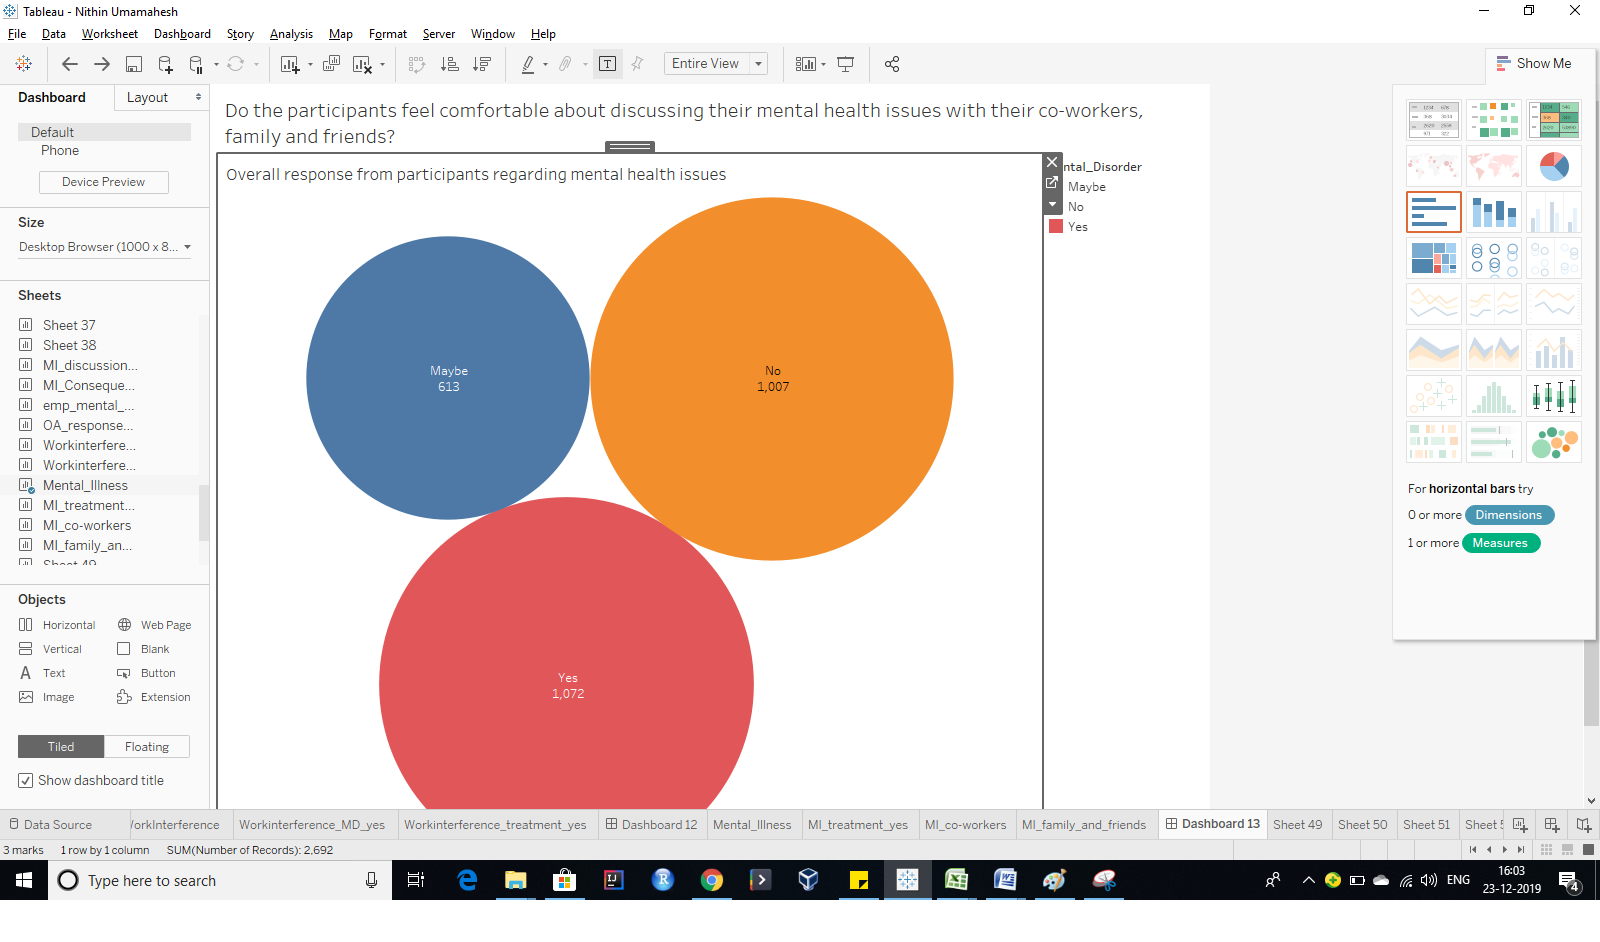 Tableau - Nithin Umamahesh
File Data Worksheet Dashboard Story Analysis Map Format Server Window Help
Entire View
Show Me
Dashboard Layout
Default
Phone
Device Preview
Size
Desktop Browser (1000 x 8...
Sheets
Sheet 37
Sheet 38
MI_discussion...
MI_Conseque...
emp_mental_...
OA_response...
Workinterfere...
Workinterfere...
Mental_Illness
MI_treatment...
MI_co-workers
MI_family_an...
Sheet 49
Objects
Horizontal Web Page
Vertical Blank
Text Button
Image Extension
Tiled Floating
Show dashboard title
Do the participants feel comfortable about discussing their mental health issues with their co-workers,
family and friends?
Overall response from participants regarding mental health issues
Maybe
613
No
1,007
Yes
1,072
ntal_Disorder
Maybe
No
Yes
For horizontal bars try
0 or more Dimensions
1 or more Measures
Data Source /orkInterference Workinterference_MD_yes Workinterference_treatment_yes Dashboard 12 Mental_Illness MI_treatment_yes MI_co-workers MI_family_and_friends Dashboard 13 Sheet 49 Sheet 50 Sheet 51 Sheet
3 marks 1 row by 1 column SUM(Number of Records): 2,692
Type here to search
ENG
16:03
23-12-2019
4